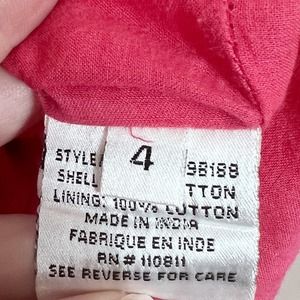 4
STYLE 98188
SHELL TTON
LINING: 100% COTTON
MADE IN INDIA
FABRIQUE EN INDE
RN# 110811
SEE REVERSE FOR CARE